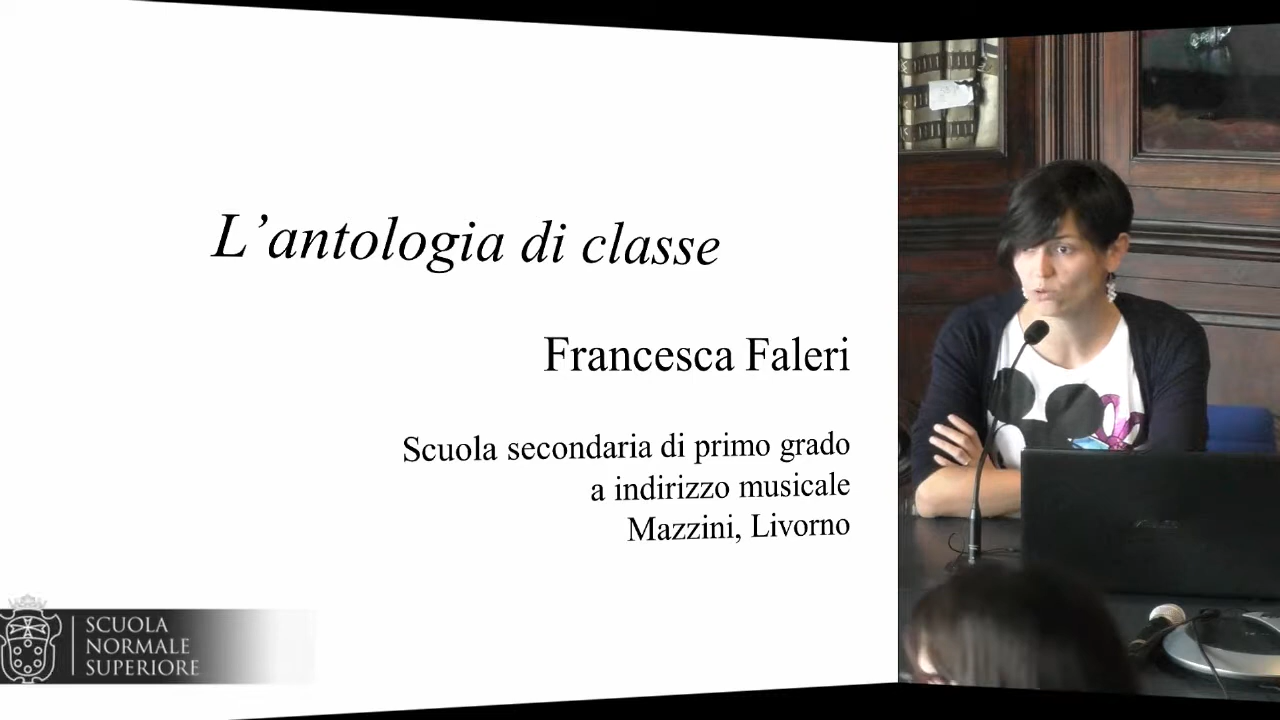 L'antologia di classe
Francesca Faleri
Scuola secondaria di primo grado
a indirizzo musicale
Mazzini, Livorno
SCUOLA
NORMALE
SUPERIORE